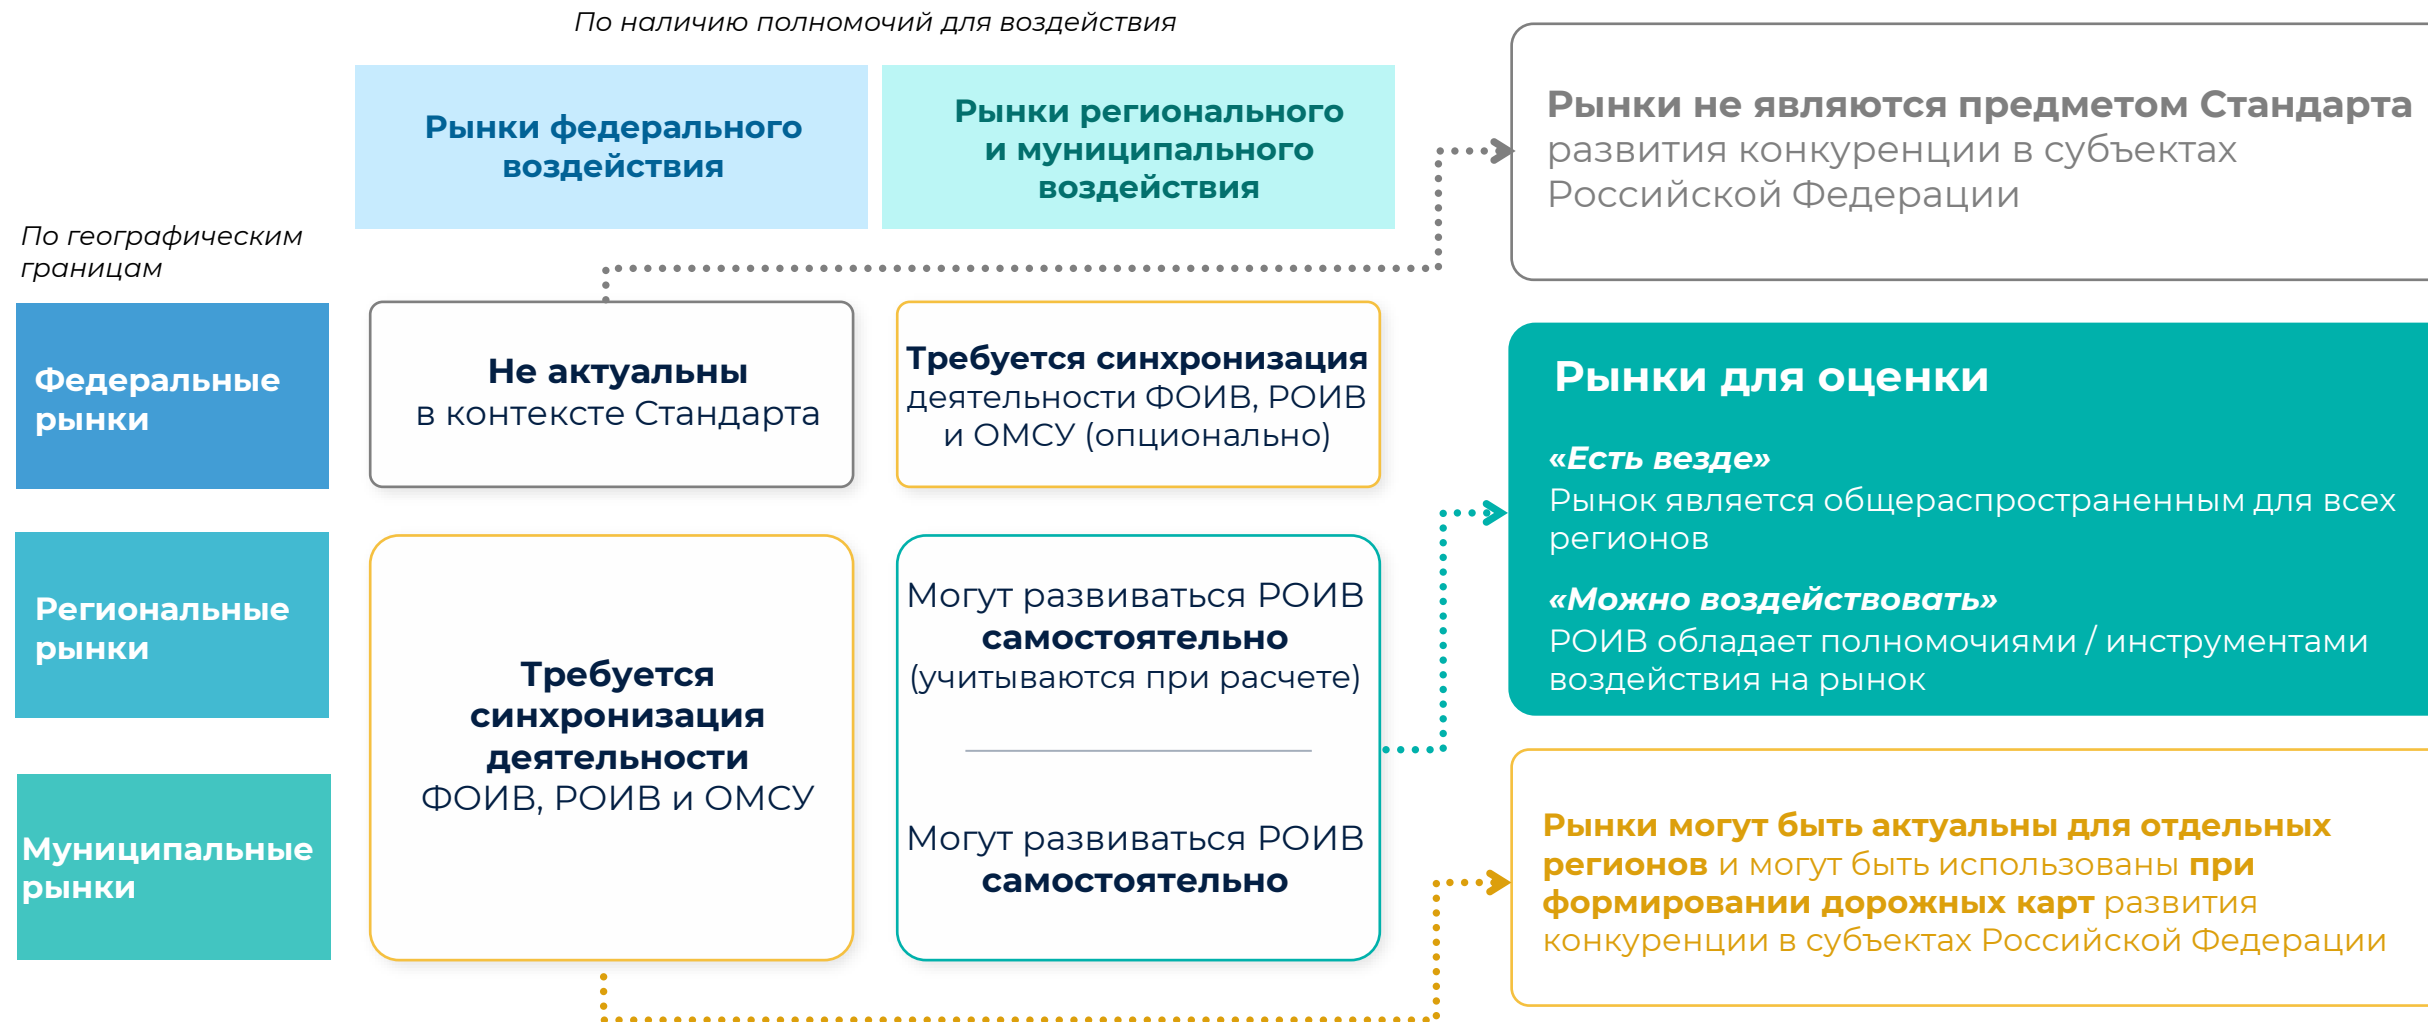 По наличию полномочий для воздействия
Рынки федерального
воздействия
Рынки регионального
и муниципального
воздействия
По географическим
границам
Федеральные
рынки
Не актуальны
в контексте Стандарта
Требуется синхронизация
деятельности ФОИВ, РОИВ
и ОМСУ (опционально)
Региональные
рынки
Муниципальные
рынки
Требуется
синхронизация
деятельности
ФОИВ, РОИВ и ОМСУ
Могут развиваться РОИВ
самостоятельно
(учитываются при расчете)
Могут развиваться РОИВ
самостоятельно
Рынки не являются предметом Стандарта
развития конкуренции в субъектах
Российской Федерации
Рынки для оценки
«Есть везде»
Рынок является общераспространенным для всех
регионов
«Можно воздействовать»
РОИВ обладает полномочиями / инструментами
воздействия на рынок
Рынки могут быть актуальны для отдельных
регионов и могут быть использованы при
формировании дорожных карт развития
конкуренции в субъектах Российской Федерации